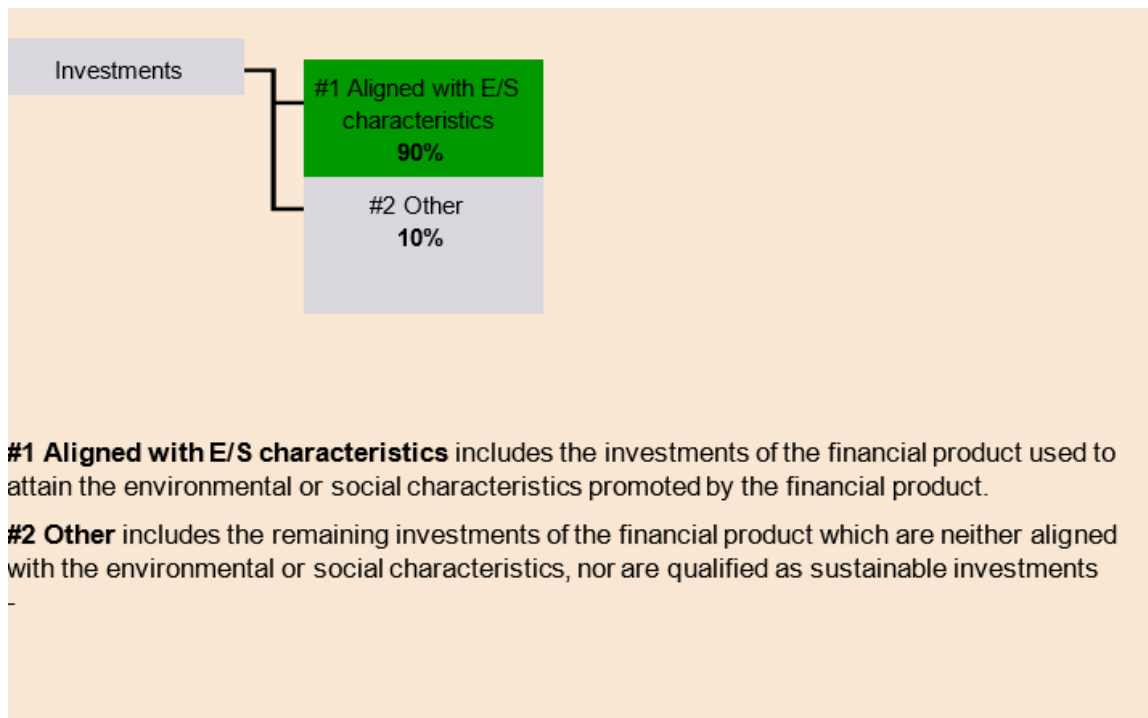 Investments
#1 Aligned with E/S
characteristics
90%
#2 Other
10%
#1 Aligned with E/S characteristics includes the investments of the financial product used to
attain the environmental or social characteristics promoted by the financial product.
#2 Other includes the remaining investments of the financial product which are neither aligned
with the environmental or social characteristics, nor are qualified as sustainable investments
-